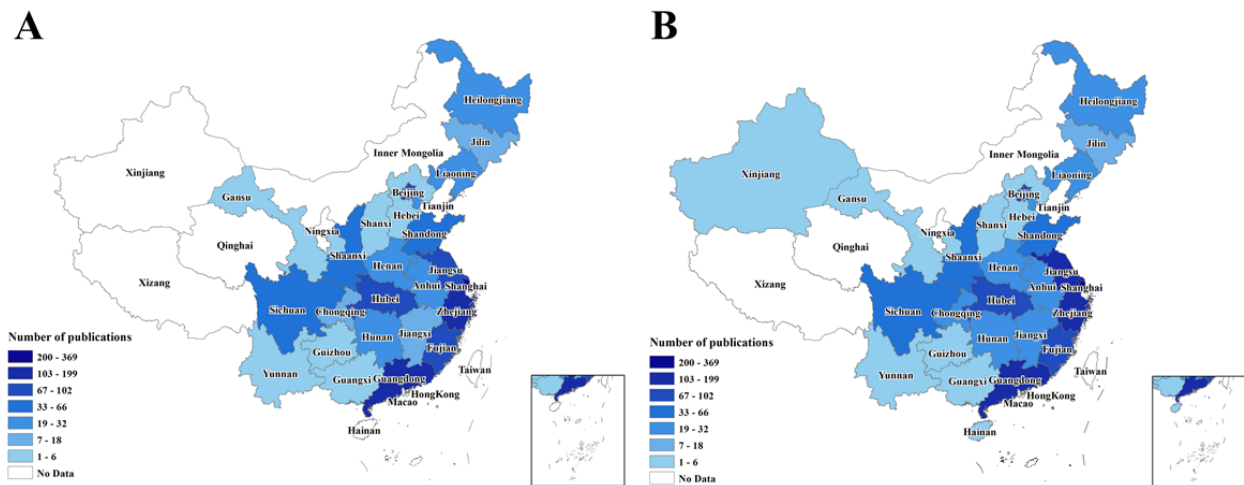 A
Heilongjiang
Jilin
Inner Mongolia
Liaoning
Xinjiang
Gansu
Beijing
Tianjin
Hebei
Shanxi
Ningxia
Shandong
Qinghai
Shaanxi
Henan
Jiangsu
Xizang
Anhui
Shanghai
Hubei
Sichuan
Chongqing
Zhejiang
Number of publications
Hunan
Jiangxi
200 - 369
Guizhou
Fujian
103 - 199
Yunnan
Guangxi
Guangdong
Taiwan
67 - 102
HongKong
33 - 66
Macao
19 - 32
Hainan
7 - 18
1 - 6
No Data
B
Heilongjiang
Jilin
Inner Mongolia
Liaoning
Xinjiang
Gansu
Beijing
Tianjin
Hebei
Shanxi
Ningxia
Shandong
Qinghai
Shaanxi
Henan
Jiangsu
Xizang
Anhui
Shanghai
Hubei
Sichuan
Chongqing
Zhejiang
Number of publications
Hunan
Jiangxi
200 - 369
Guizhou
Fujian
103 - 199
Yunnan
Guangxi
Guangdong
Taiwan
67 - 102
HongKong
33 - 66
Macao
19 - 32
Hainan
7 - 18
1 - 6
No Data